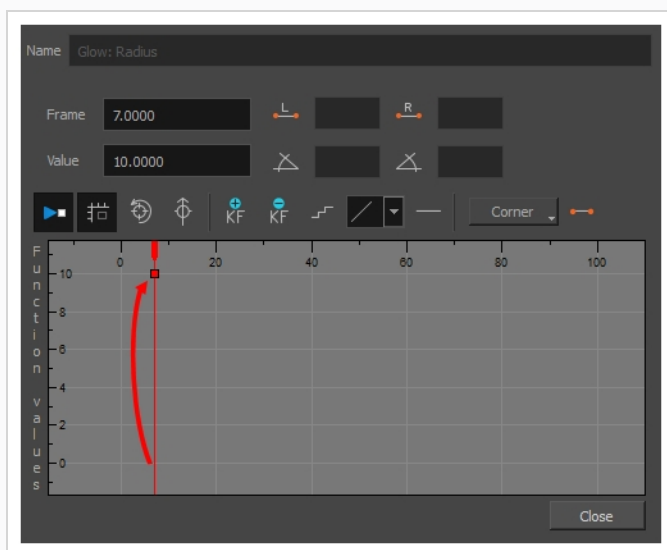 Name Glow: Radius
Frame 7.0000 L R
Value 10.0000
KF KF Corner
0 20 40 60 80 100
10
8
6
4
2
0
Function values
Close